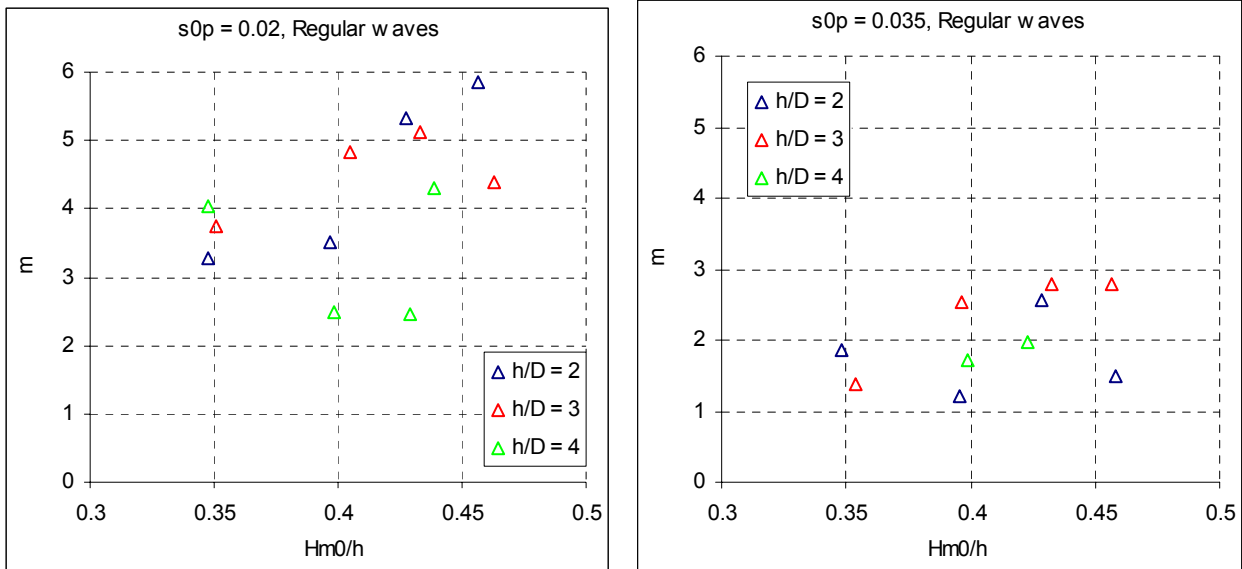 s0p = 0.02, Regular waves
6
5
4
3
2
1
0
m
h/D = 2
h/D = 3
h/D = 4
0.3 0.35 0.4 0.45 0.5
Hm0/h
s0p = 0.035, Regular waves
6
5
4
3
2
1
0
m
h/D = 2
h/D = 3
h/D = 4
0.3 0.35 0.4 0.45 0.5
Hm0/h